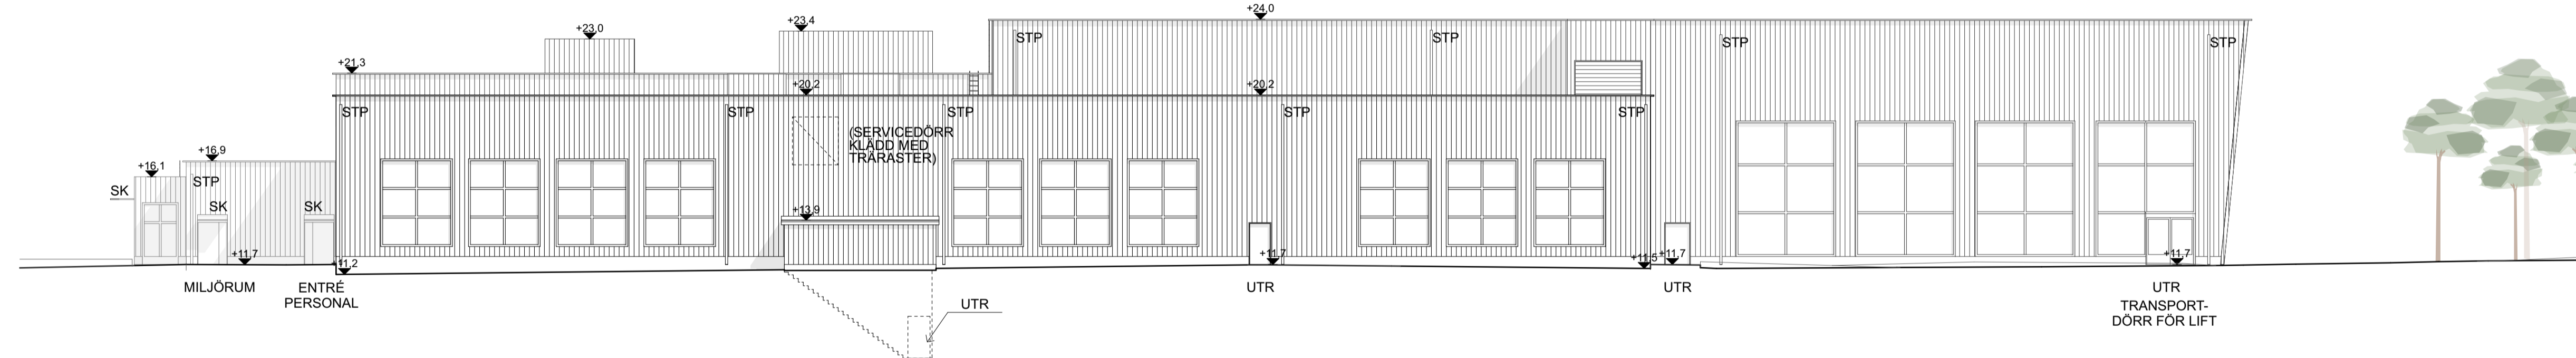 +24,0
+23,4
+23,0
STP
STP
STP
STP
+21,3
+20,2
+20,2
STP
STP
STP
STP
STP
(SERVICEDÖRR
KLÄDD MED
TRÄRASTER)
+16,9
+16,1
STP
SK
SK
SK
+13,9
+11,7
+11,2
+11,7
+11,5
+11,7
+11,7
MILJÖRUM
ENTRÉ
PERSONAL
UTR
UTR
UTR
UTR
TRANSPORT-
DÖRR FÖR LIFT